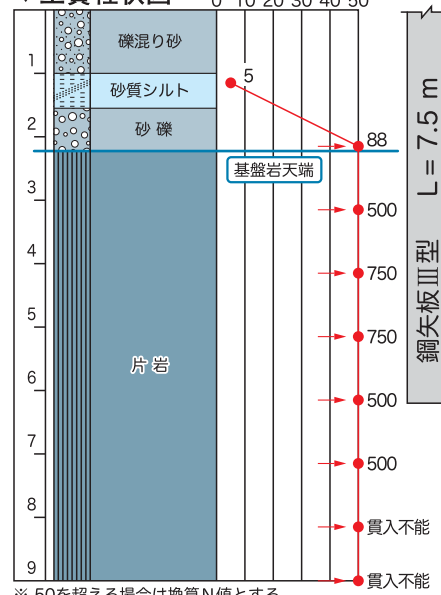 土質柱状図
0 10 20 30 40 50
礫混り砂
1
5
砂質シルト
砂礫
2
88
基盤岩天端
3
500
4
750
5
750
片岩
6
500
7
500
8
貫入不能
9
貫入不能
鋼矢板Ⅲ型 L = 7.5 m
※ 50を超える場合は換算N値とする